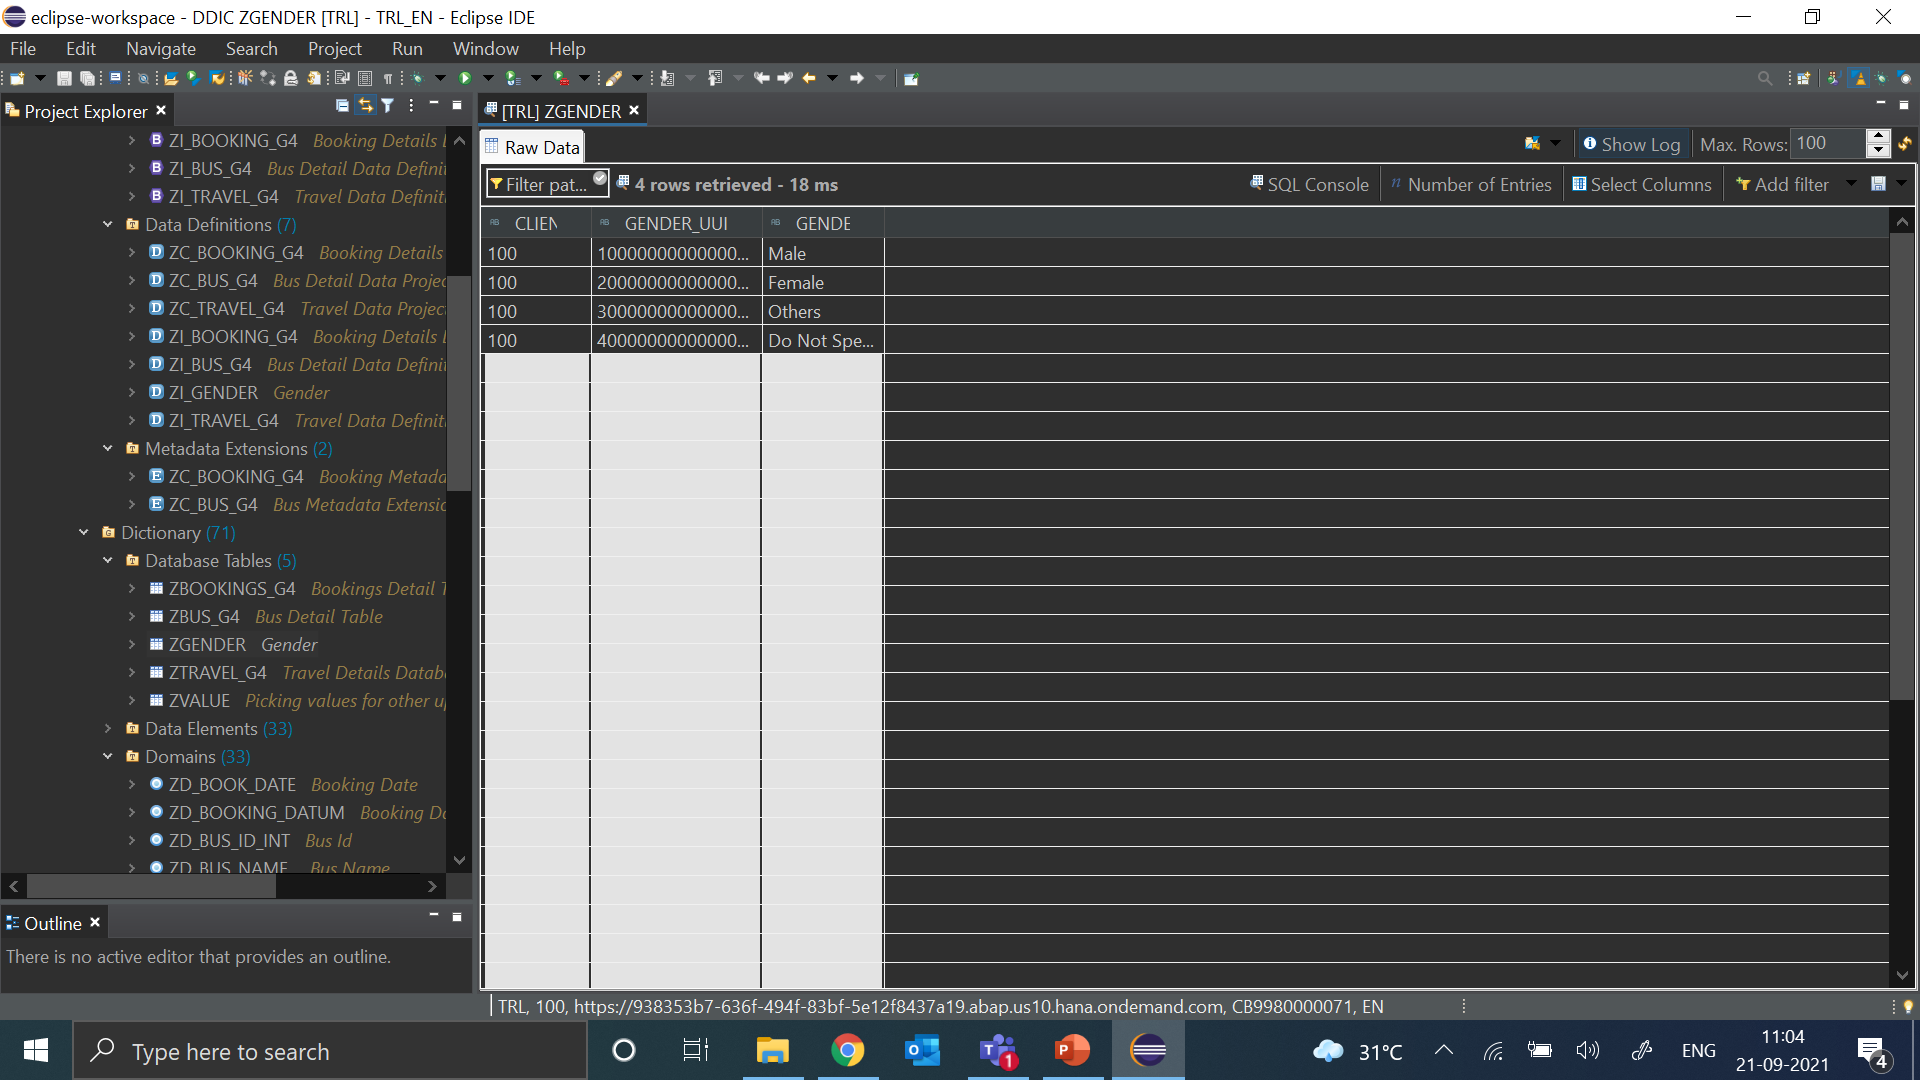 eclipse-workspace - DDIC ZGENDER [TRL] - TRL_EN - Eclipse IDE
File Edit Navigate Search Project Run Window Help
Project Explorer
ZI_BOOKING_G4 Booking Details
ZI_BUS_G4 Bus Detail Data Defini
ZI_TRAVEL_G4 Travel Data Definit
Data Definitions (7)
ZC_BOOKING_G4 Booking Details
ZC_BUS_G4 Bus Detail Data Projec
ZC_TRAVEL_G4 Travel Data Project
ZI_BOOKING_G4 Booking Details
ZI_BUS_G4 Bus Detail Data Defini
ZI_GENDER Gender
ZI_TRAVEL_G4 Travel Data Definit
Metadata Extensions (2)
ZC_BOOKING_G4 Booking Metada
ZC_BUS_G4 Bus Metadata Extensio
Dictionary (71)
Database Tables (5)
ZBOOKINGS_G4 Bookings Detail T
ZBUS_G4 Bus Detail Table
ZGENDER Gender
ZTRAVEL_G4 Travel Details Datab
ZVALUE Picking values for other u
Data Elements (33)
Domains (33)
ZD_BOOK_DATE Booking Date
ZD_BOOKING_DATUM Booking Da
ZD_BUS_ID_INT Bus Id
ZD_BUS_NAME Bus Name
Outline
There is no active editor that provides an outline.
[TRL] ZGENDER
Raw Data
Show Log Max. Rows: 100
Filter pat... 4 rows retrieved - 18 ms SQL Console Number of Entries Select Columns Add filter
CLIEN GENDER_UUI GENDE
100 10000000000000... Male
100 20000000000000... Female
100 30000000000000... Others
100 40000000000000... Do Not Spe...
TRL, 100, https://938353b7-636f-494f-83bf-5e12f8437a19.abap.us10.hana.ondemand.com, CB9980000071, EN
Type here to search
1
31°C
ENG
11:04
21-09-2021
4